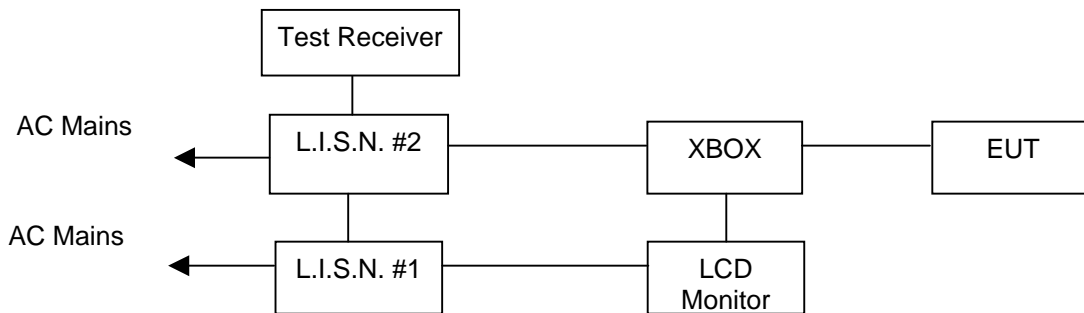 Test Receiver
AC Mains
L.I.S.N. #2
XBOX
EUT
AC Mains
L.I.S.N. #1
LCD
Monitor